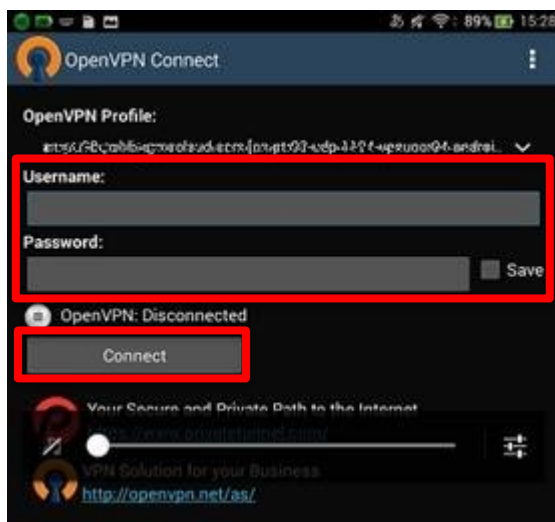 89% 15:28
OpenVPN Connect
OpenVPN Profile:
Username:
Password:
Save
OpenVPN: Disconnected
Connect
Your Secure and Private Path to the Internet
VPN Solution for your Business
http://openvpn.net/as/